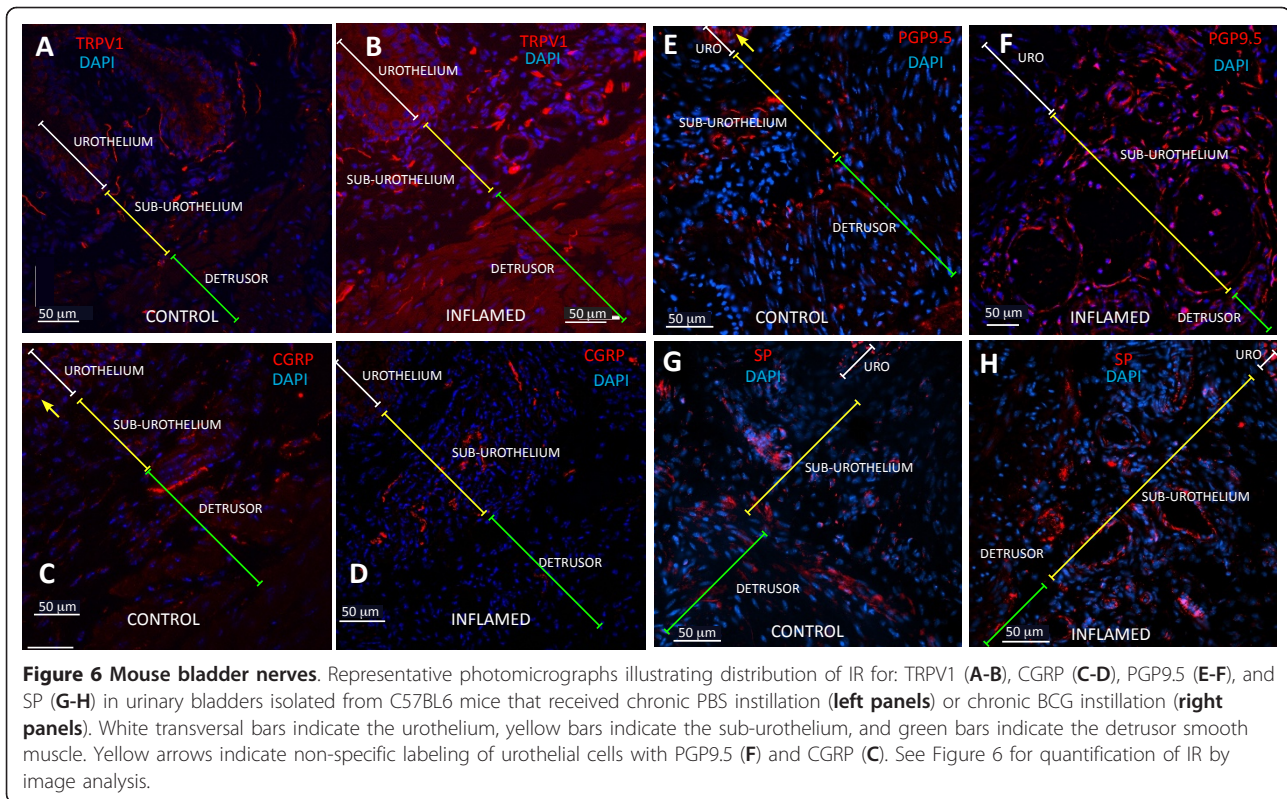 A
TRPV1
DAPI
UROTHELIUM
SUB-UROTHELIUM
DETRUSOR
50 µm
CONTROL
B
TRPV1
DAPI
UROTHELIUM
SUB-UROTHELIUM
DETRUSOR
INFLAMED
50 µm
E
PGP9.5
DAPI
URO
SUB-UROTHELIUM
DETRUSOR
50 µm
CONTROL
F
PGP9.5
DAPI
URO
SUB-UROTHELIUM
DETRUSOR
50 µm
INFLAMED
CGRP
DAPI
UROTHELIUM
SUB-UROTHELIUM
DETRUSOR
C
50 µm
CONTROL
CGRP
DAPI
UROTHELIUM
SUB-UROTHELIUM
DETRUSOR
D
50 µm
INFLAMED
G
SP
DAPI
URO
SUB-UROTHELIUM
DETRUSOR
50 µm
CONTROL
H
SP
DAPI
URO
SUB-UROTHELIUM
DETRUSOR
50 µm
INFLAMED
Figure 6 Mouse bladder nerves. Representative photomicrographs illustrating distribution of IR for: TRPV1 (A-B), CGRP (C-D), PGP9.5 (E-F), and
SP (G-H) in urinary bladders isolated from C57BL6 mice that received chronic PBS instillation (left panels) or chronic BCG instillation (right
panels). White transversal bars indicate the urothelium, yellow bars indicate the sub-urothelium, and green bars indicate the detrusor smooth
muscle. Yellow arrows indicate non-specific labeling of urothelial cells with PGP9.5 (F) and CGRP (C). See Figure 6 for quantification of IR by
image analysis.